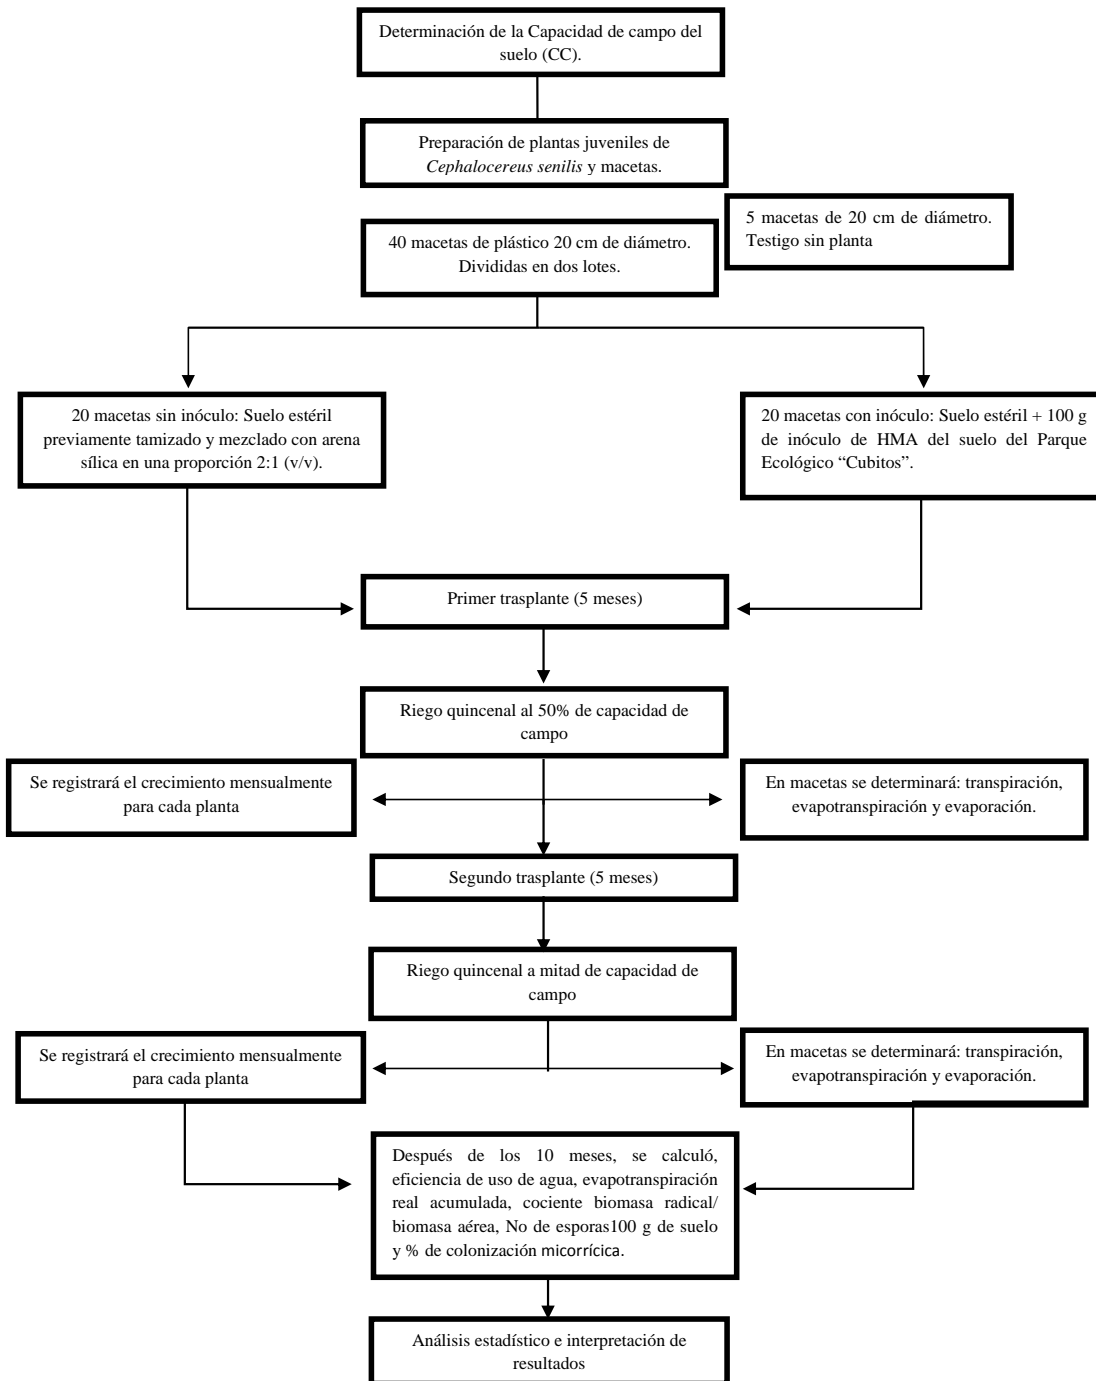 Determinación de la Capacidad de campo del
suelo (CC).
Preparación de plantas juveniles de
Cephalocereus senilis y macetas.
5 macetas de 20 cm de diámetro.
Testigo sin planta
40 macetas de plástico 20 cm de diámetro.
Divididas en dos lotes.
20 macetas sin inóculo: Suelo estéril
previamente tamizado y mezclado con arena
sílica en una proporción 2:1 (v/v).
20 macetas con inóculo: Suelo estéril + 100 g
de inóculo de HMA del suelo del Parque
Ecológico “Cubitos”.
Primer trasplante (5 meses)
Riego quincenal al 50% de capacidad de
campo
Se registrará el crecimiento mensualmente
para cada planta
En macetas se determinará: transpiración,
evapotranspiración y evaporación.
Segundo trasplante (5 meses)
Riego quincenal a mitad de capacidad de
campo
Se registrará el crecimiento mensualmente
para cada planta
En macetas se determinará: transpiración,
evapotranspiración y evaporación.
Después de los 10 meses, se calculó,
eficiencia de uso de agua, evapotranspiración
real acumulada, cociente biomasa radical/
biomasa aérea, No de esporas100 g de suelo
y % de colonización micorrícica.
Análisis estadístico e interpretación de
resultados